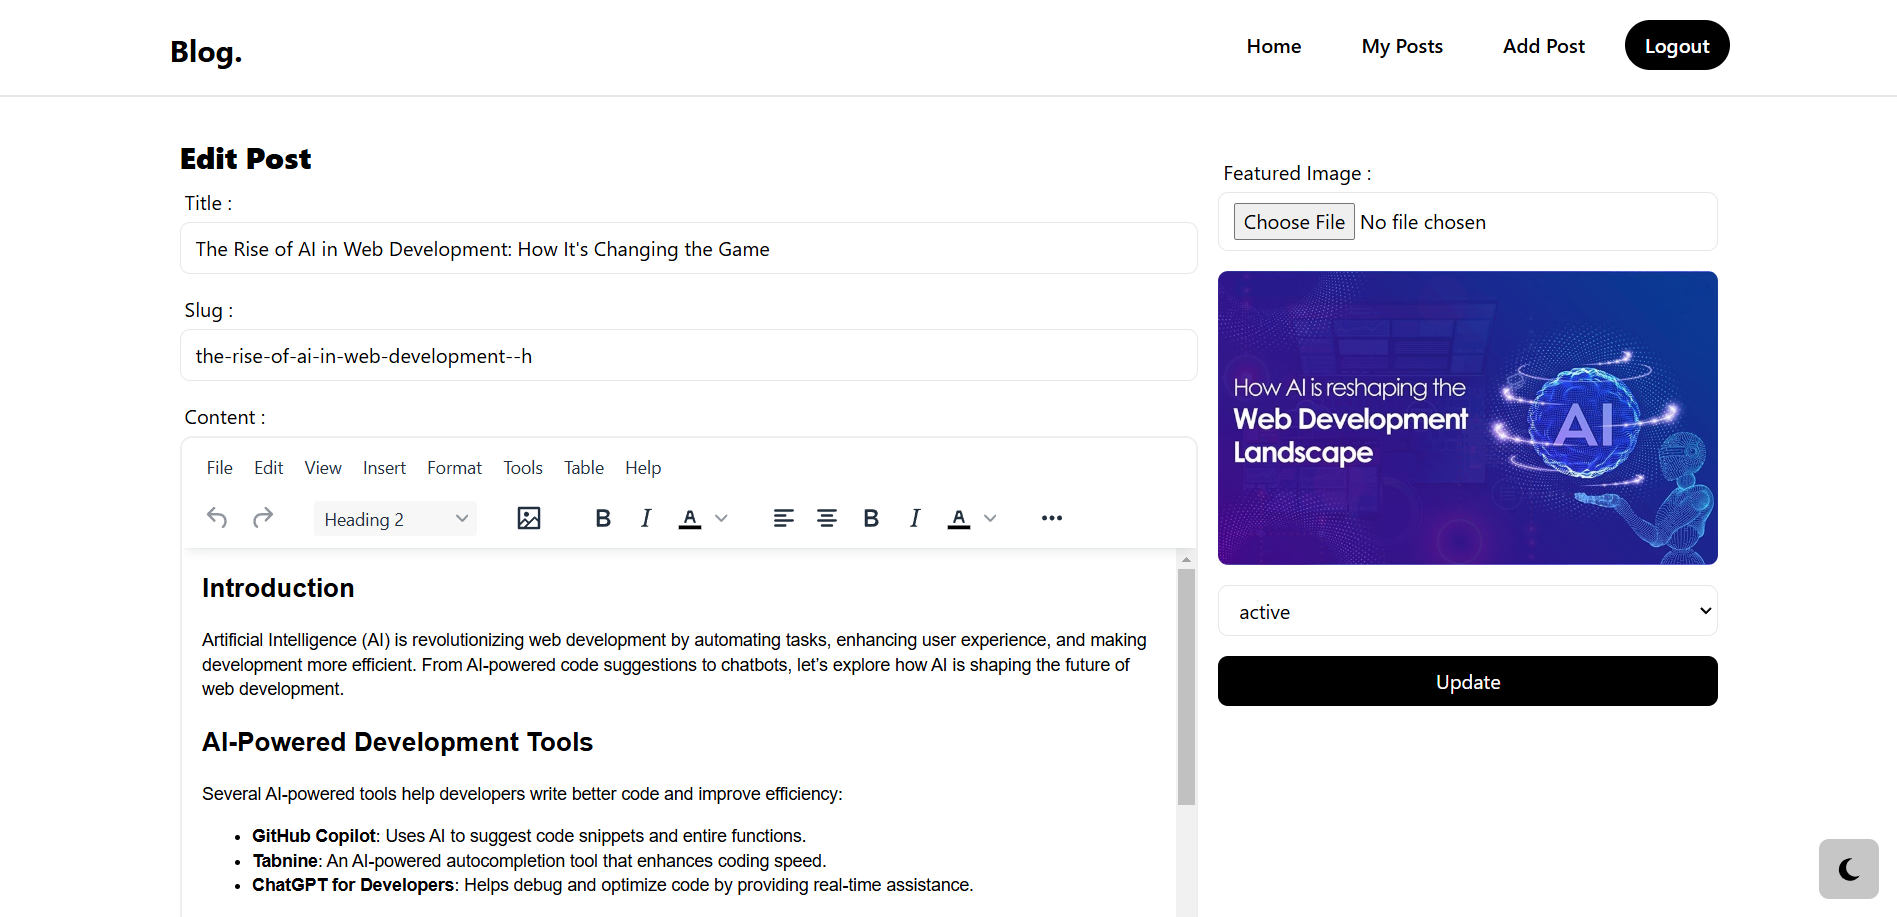 Blog.
Home
My Posts
Add Post
Logout
Edit Post
Title :
The Rise of AI in Web Development: How It's Changing the Game
Slug :
the-rise-of-ai-in-web-development--h
Content :
File Edit View Insert Format Tools Table Help
Heading 2
B I A B I A
Introduction
Artificial Intelligence (AI) is revolutionizing web development by automating tasks, enhancing user experience, and making
development more efficient. From AI-powered code suggestions to chatbots, let’s explore how AI is shaping the future of
web development.
AI-Powered Development Tools
Several AI-powered tools help developers write better code and improve efficiency:
• GitHub Copilot: Uses AI to suggest code snippets and entire functions.
• Tabnine: An AI-powered autocompletion tool that enhances coding speed.
• ChatGPT for Developers: Helps debug and optimize code by providing real-time assistance.
Featured Image :
Choose File No file chosen
How AI is reshaping the
Web Development
Landscape
AI
active
Update